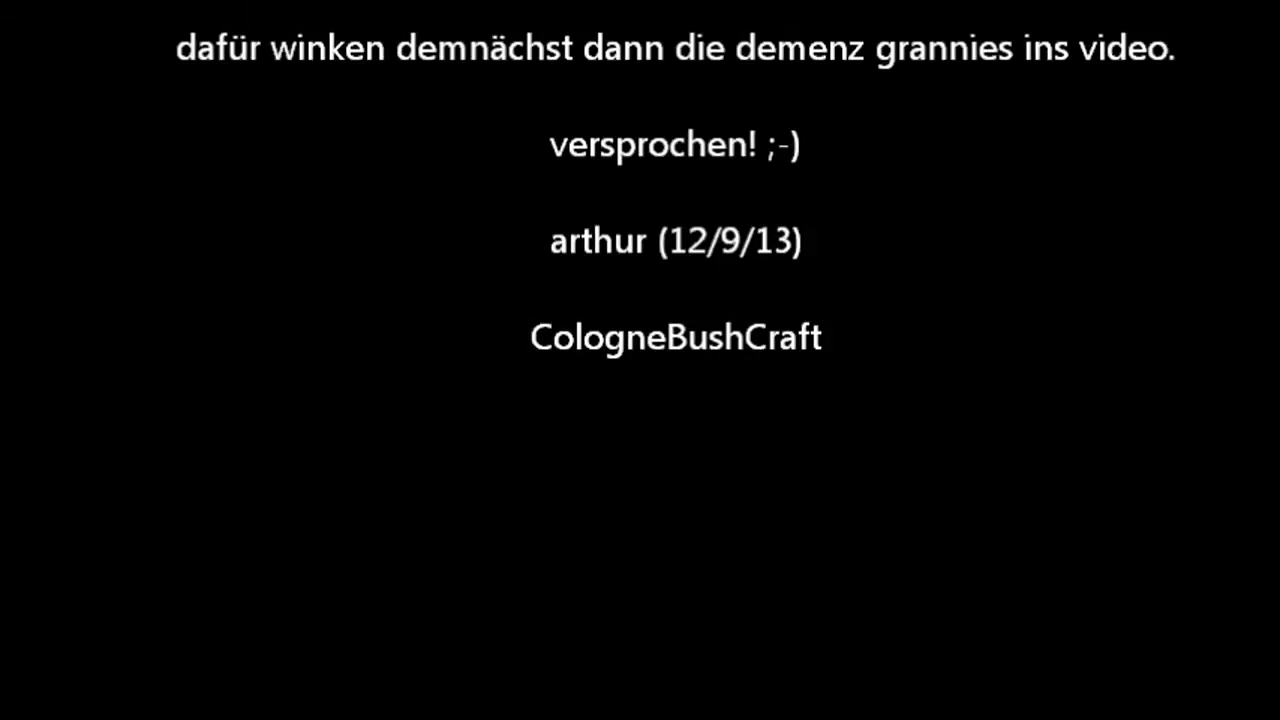 dafür winken demnächst dann die demenz grannies ins video.
versprochen! ;-)
arthur (12/9/13)
CologneBushCraft